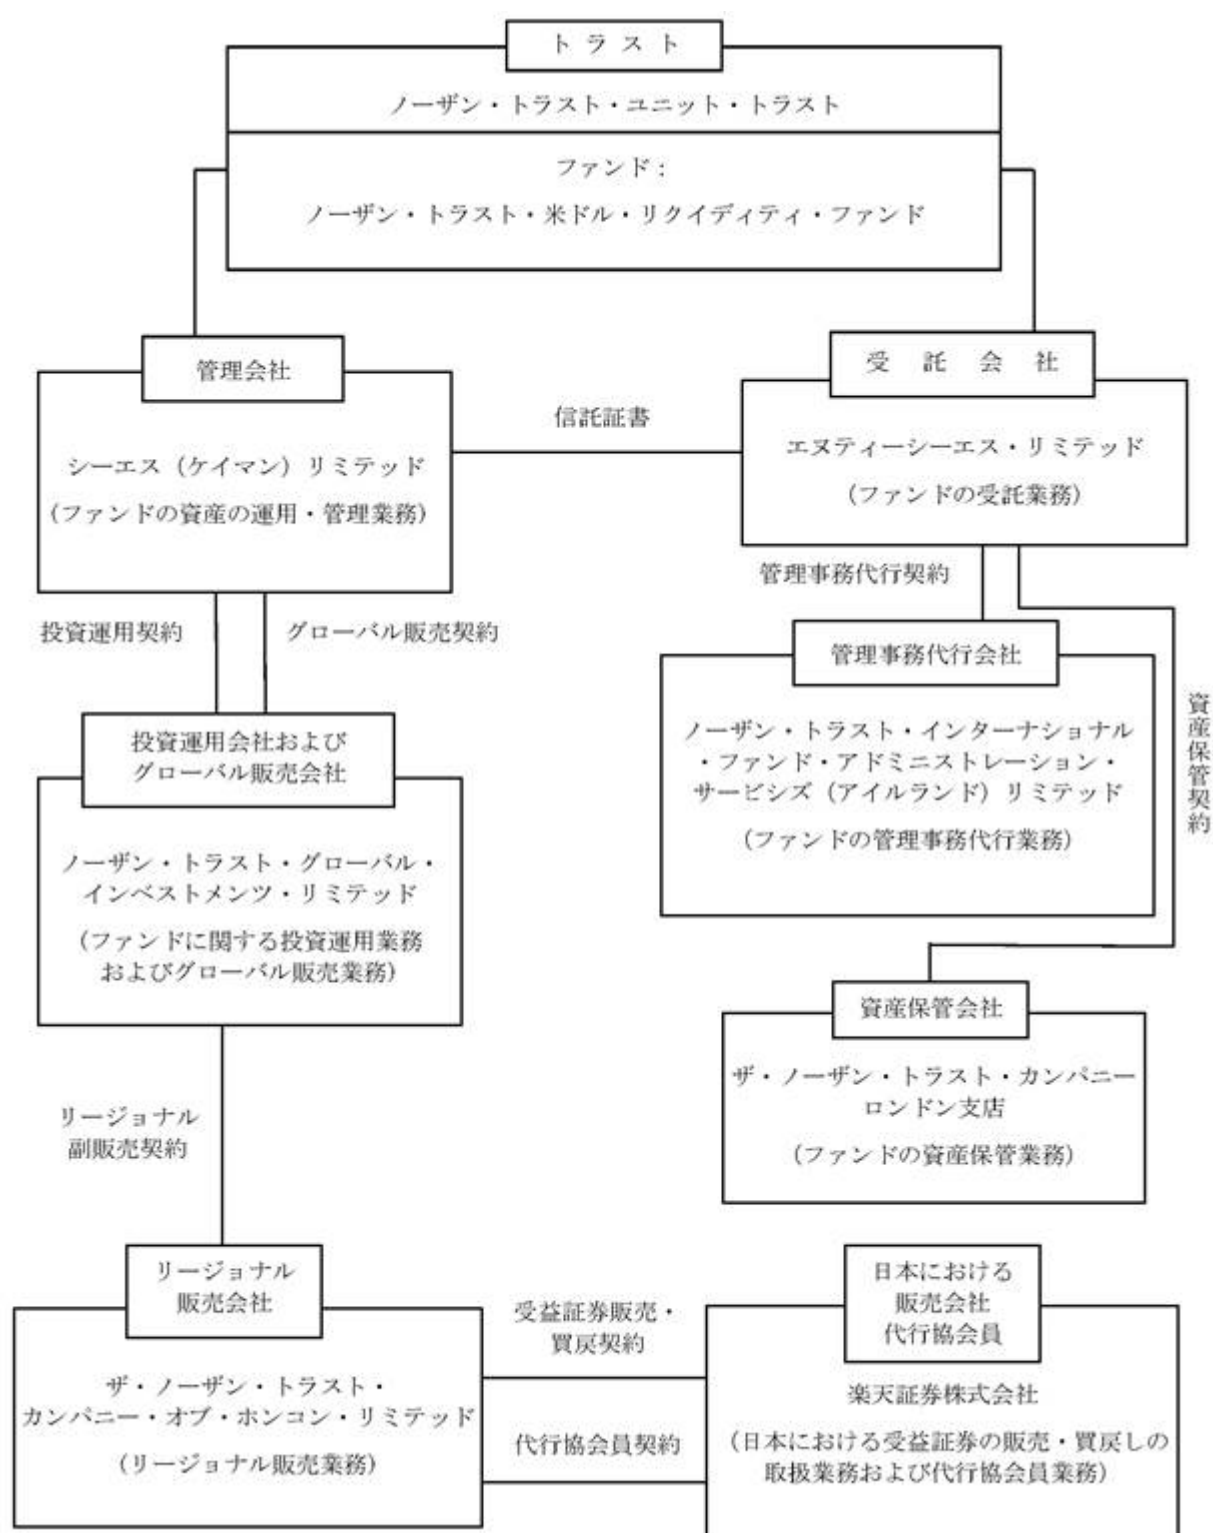 トラスト
ノーザン・トラスト・ユニット・トラスト
ファンド：
ノーザン・トラスト・米ドル・リクイディティ・ファンド
管理会社
シーエス（ケイマン）リミテッド
（ファンドの資産の運用・管理業務）
信託証書
受託会社
エヌティーシーエス・リミテッド
（ファンドの受託業務）
投資運用契約
グローバル販売契約
管理事務代行契約
管理事務代行会社
ノーザン・トラスト・インターナショナル
・ファンド・アドミニストレーション・
サービシズ（アイルランド）リミテッド
（ファンドの管理事務代行業務）
資産保管契約
投資運用会社および
グローバル販売会社
ノーザン・トラスト・グローバル・
インベストメンツ・リミテッド
（ファンドに関する投資運用業務
およびグローバル販売業務）
資産保管会社
ザ・ノーザン・トラスト・カンパニー
ロンドン支店
（ファンドの資産保管業務）
リージョナル
副販売契約
リージョナル
販売会社
ザ・ノーザン・トラスト・
カンパニー・オブ・ホンコン・リミテッド
（リージョナル販売業務）
受益証券販売・
買戻契約
代行協会員契約
日本における
販売会社
代行協会員
楽天証券株式会社
（日本における受益証券の販売・買戻しの
取扱業務および代行協会員業務）